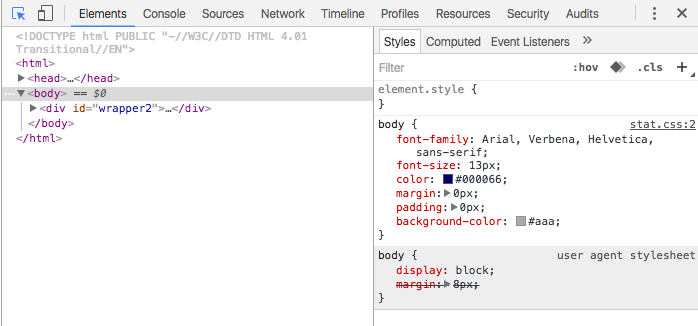 Elements Console Sources Network Timeline Profiles Resources Security Audits
<!DOCTYPE html PUBLIC "-//W3C//DTD HTML 4.01
Transitional//EN">
<html>
<head>…</head>
<body> == $0
<div id="wrapper2">…</div>
</body>
</html>
Styles Computed Event Listeners »
Filter :hov .cls +
element.style {
}
body { stat.css:2
font-family: Arial, Verbena, Helvetica,
sans-serif;
font-size: 13px;
color: #000066;
margin: 0px;
padding: 0px;
background-color: #aaa;
}
body { user agent stylesheet
display: block;
margin: 8px;
}